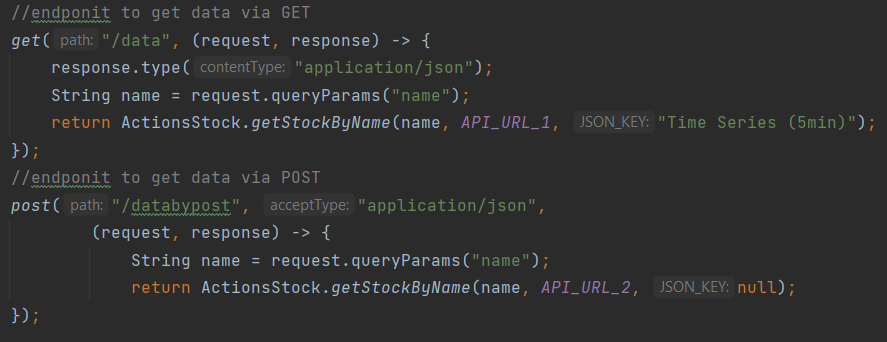 //endponit to get data via GET
get( path: "/data", (request, response) -> {
response.type( contentType: "application/json");
String name = request.queryParams("name");
return ActionsStock.getStockByName(name, API_URL_1, JSON_KEY: "Time Series (5min)");
});
//endponit to get data via POST
post( path: "/databypost", acceptType: "application/json",
(request, response) -> {
String name = request.queryParams("name");
return ActionsStock.getStockByName(name, API_URL_2, JSON_KEY: null);
});